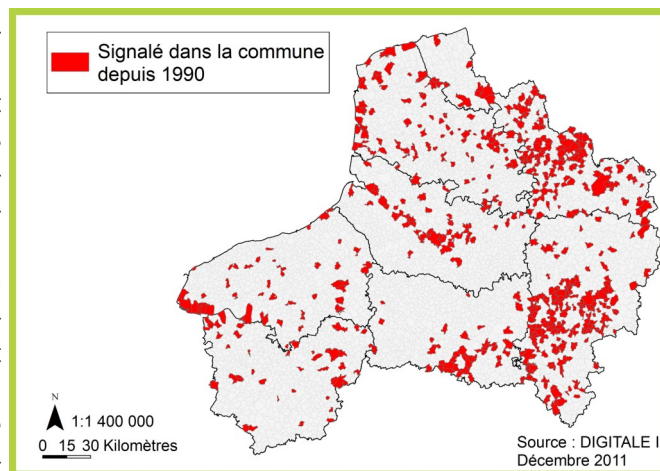 Signalé dans la commune
depuis 1990
N
1:1 400 000
0 15 30 Kilomètres
Source : DIGITALE I
Décembre 2011